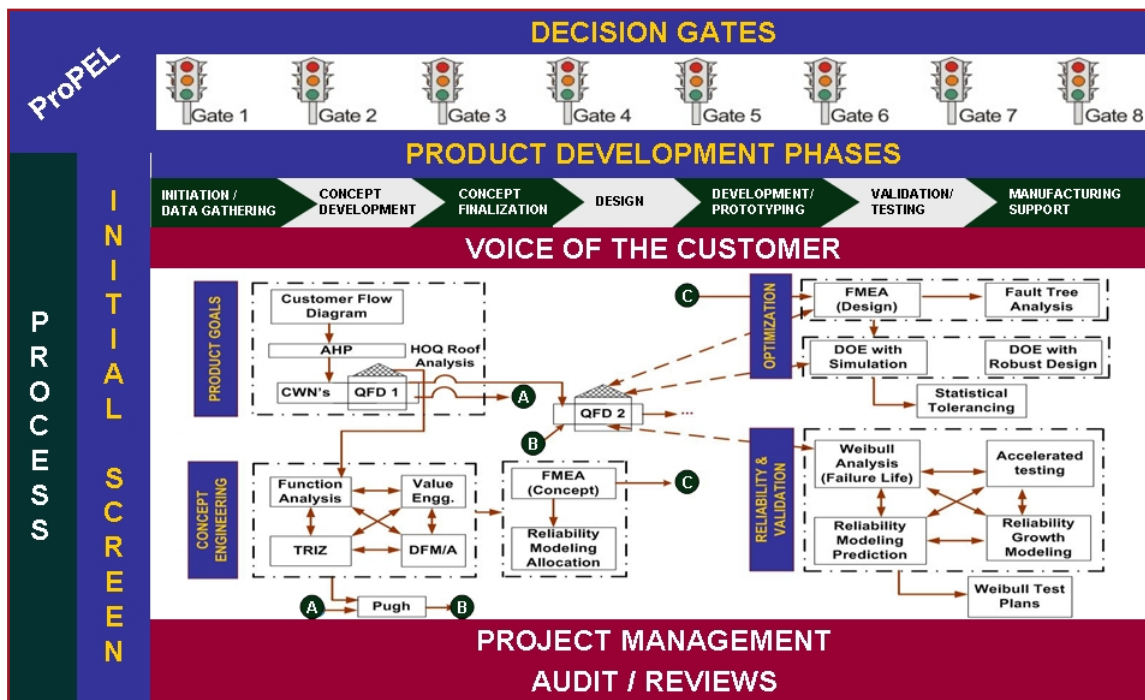 ProPEL
DECISION GATES
Gate 1
Gate 2
Gate 3
Gate 4
Gate 5
Gate 6
Gate 7
Gate 8
PRODUCT DEVELOPMENT PHASES
INITIATION /
DATA GATHERING
CONCEPT
DEVELOPMENT
CONCEPT
FINALIZATION
DESIGN
DEVELOPMENT/
PROTOTYPING
VALIDATION/
TESTING
MANUFACTURING
SUPPORT
VOICE OF THE CUSTOMER
PROCESS
INITIAL SCREEN
PRODUCT GOALS
Customer Flow
Diagram
AHP
HOQ Roof
Analysis
CWN's
QFD 1
A
B
QFD 2
...
C
OPTIMIZATION
FMEA
(Design)
Fault Tree
Analysis
DOE with
Simulation
DOE with
Robust Design
Statistical
Tolerancing
CONCEPT
ENGINEERING
Function
Analysis
Value
Engg.
TRIZ
DFM/A
FMEA
(Concept)
C
Reliability
Modeling
Allocation
A
Pugh
B
RELIABILITY &
VALIDATION
Weibull
Analysis
(Failure Life)
Accelerated
testing
Reliability
Modeling
Prediction
Reliability
Growth
Modeling
Weibull Test
Plans
PROJECT MANAGEMENT
AUDIT / REVIEWS